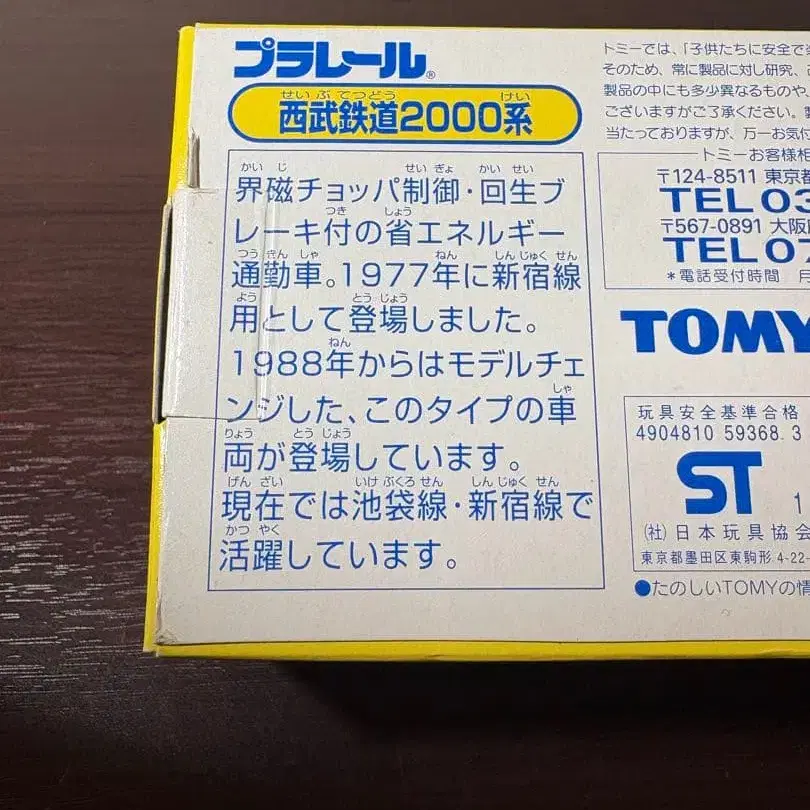 プラレール®
せいぶてつどう けい
西武鉄道2000系
かいじ せいぎょ かいせい
界磁チョッパ制御・回生ブ
つき しょう
レーキ付の省エネルギー
つうきんしゃ ねん しんじゅくせん
通勤車。1977年に新宿線
よう とうじょう
用として登場しました。
ねん
1988年からはモデルチェ
しゃ
ンジした、このタイプの車
りょう とうじょう
両が登場しています。
げんざい いけぶくろせん しんじゅくせん
現在では池袋線・新宿線で
かつやく
活躍しています。
トミーでは、「子供たちに安全で
そのため、常に製品に対し研究、
製品の中にも多少異なるものや、
ございますがご了承ください。
当たっておりますが、万一お気付
トミーお客様相
〒124-8511 東京都
TEL 03
〒567-0891 大阪府
TEL 07
*電話受付時間 月
TOMY
玩具安全基準合格
4904810 59368.3
ST 1
(社)日本玩具協会
東京都墨田区東駒形.4-22-
●たのしいTOMYの情